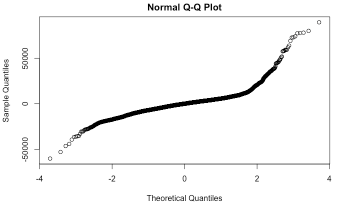 Normal Q-Q Plot
Sample Quantiles
50000
0
-50000
-4
-2
0
2
4
Theoretical Quantiles